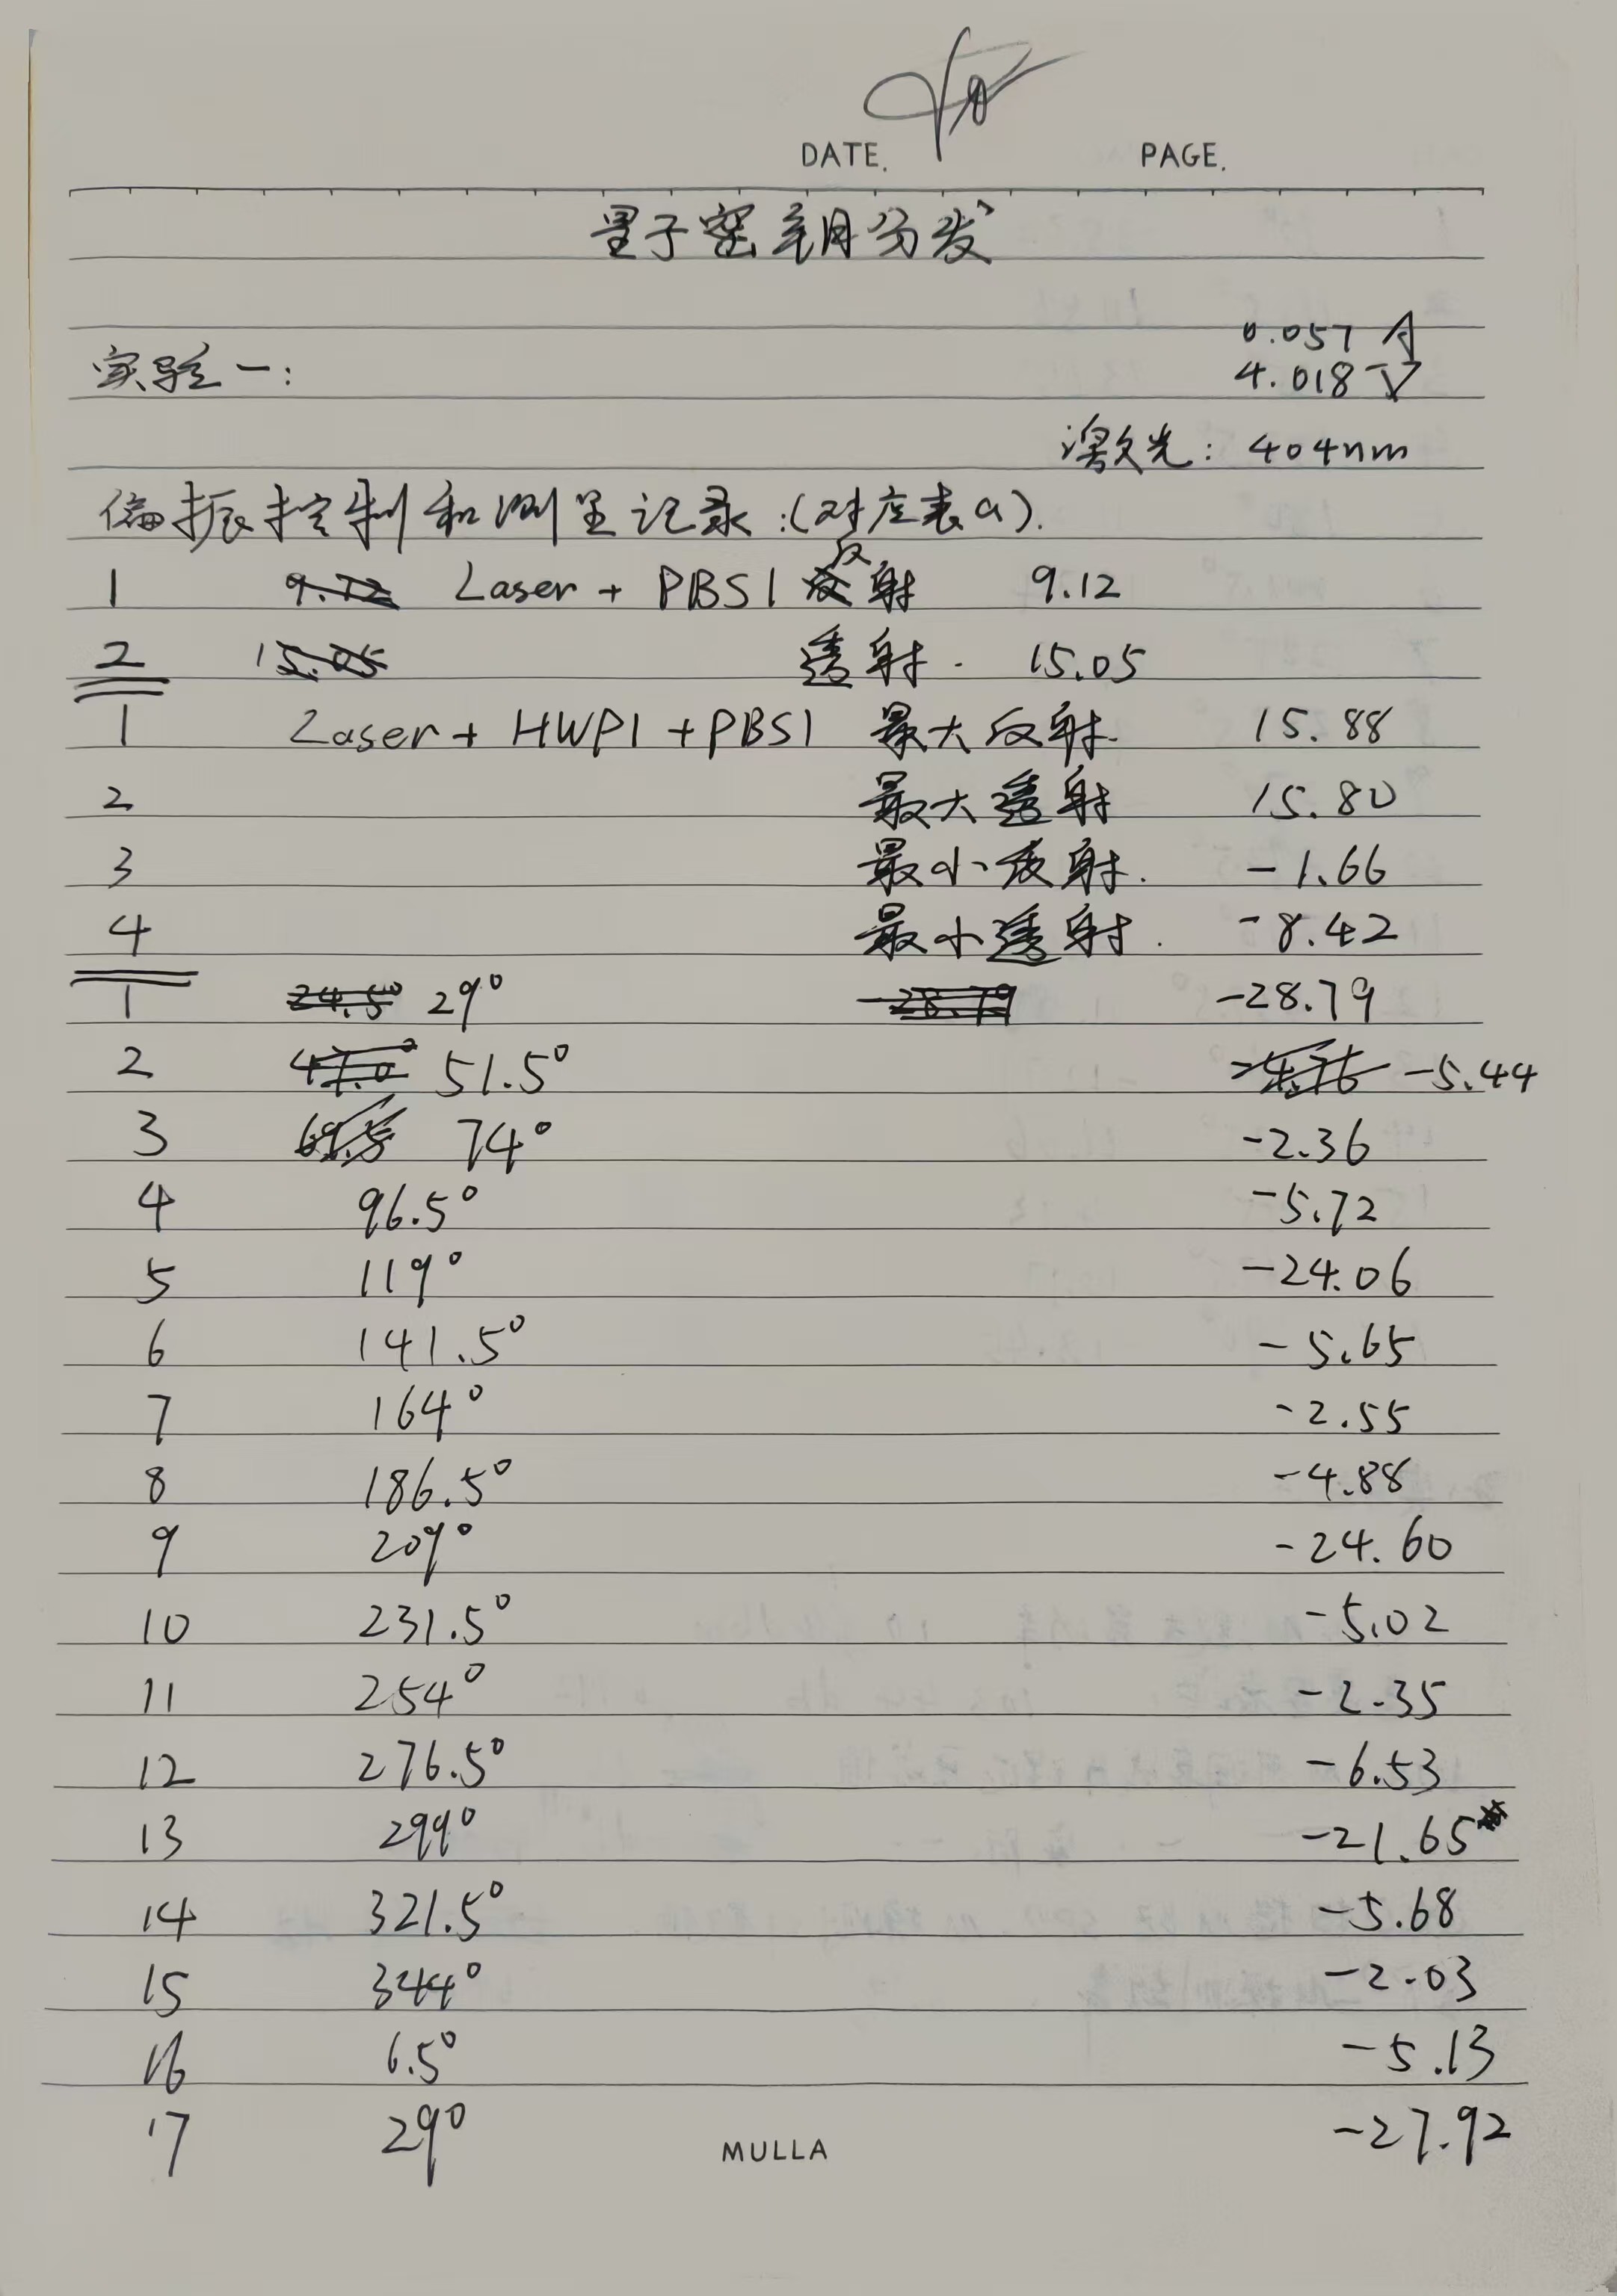 DATE. PAGE.
量子密钥分发
0.057 A
实验一: 4.018 V
激光: 404nm
偏振控制和测量记录:(对应表a).
1 9.12 Laser + PBS1 反射 9.12
2 15.05 透射. 15.05
1 Laser + HWP1 + PBS1 最大反射. 15.88
2 最大透射 15.80
3 最小反射. -1.66
4 最小透射. -8.42
1 24.5° 29° -28.79 -28.79
2 47.0° 51.5° -4.76 -5.44
3 69.5 74° -2.36
4 96.5° -5.72
5 119° -24.06
6 141.5° -5.65
7 164° -2.55
8 186.5° -4.88
9 209° -24.60
10 231.5° -5.02
11 254° -2.35
12 276.5° -6.53
13 299° -21.65
14 321.5° -5.68
15 344° -2.03
16 6.5° -5.13
17 29° -27.92
MULLA